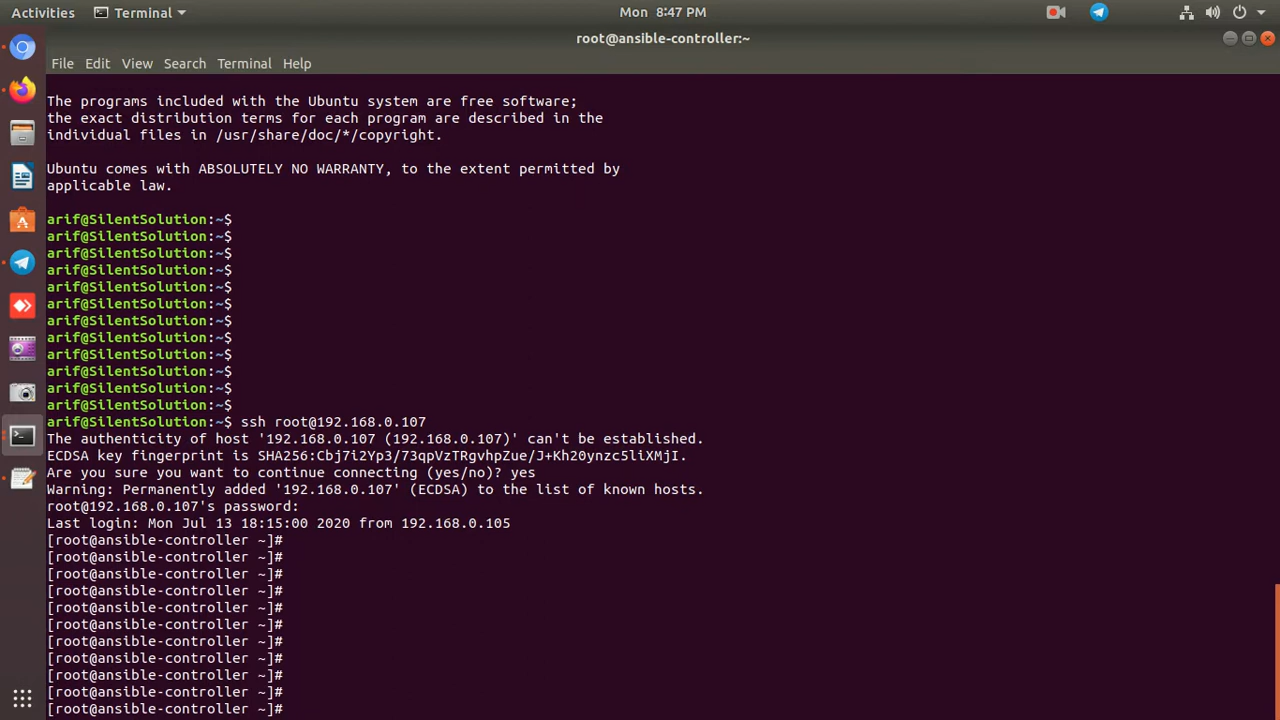 Activities Terminal Mon 8:47 PM
root@ansible-controller:~
File Edit View Search Terminal Help
The programs included with the Ubuntu system are free software;
the exact distribution terms for each program are described in the
individual files in /usr/share/doc/*/copyright.
Ubuntu comes with ABSOLUTELY NO WARRANTY, to the extent permitted by
applicable law.
arif@SilentSolution:~$
arif@SilentSolution:~$
arif@SilentSolution:~$
arif@SilentSolution:~$
arif@SilentSolution:~$
arif@SilentSolution:~$
arif@SilentSolution:~$
arif@SilentSolution:~$
arif@SilentSolution:~$
arif@SilentSolution:~$
arif@SilentSolution:~$
arif@SilentSolution:~$
arif@SilentSolution:~$ ssh root@192.168.0.107
The authenticity of host '192.168.0.107 (192.168.0.107)' can't be established.
ECDSA key fingerprint is SHA256:Cbj7i2Yp3/73qpVzTRgvhpZue/J+Kh20ynzc5liXMjI.
Are you sure you want to continue connecting (yes/no)? yes
Warning: Permanently added '192.168.0.107' (ECDSA) to the list of known hosts.
root@192.168.0.107's password:
Last login: Mon Jul 13 18:15:00 2020 from 192.168.0.105
[root@ansible-controller ~]#
[root@ansible-controller ~]#
[root@ansible-controller ~]#
[root@ansible-controller ~]#
[root@ansible-controller ~]#
[root@ansible-controller ~]#
[root@ansible-controller ~]#
[root@ansible-controller ~]#
[root@ansible-controller ~]#
[root@ansible-controller ~]#
[root@ansible-controller ~]#